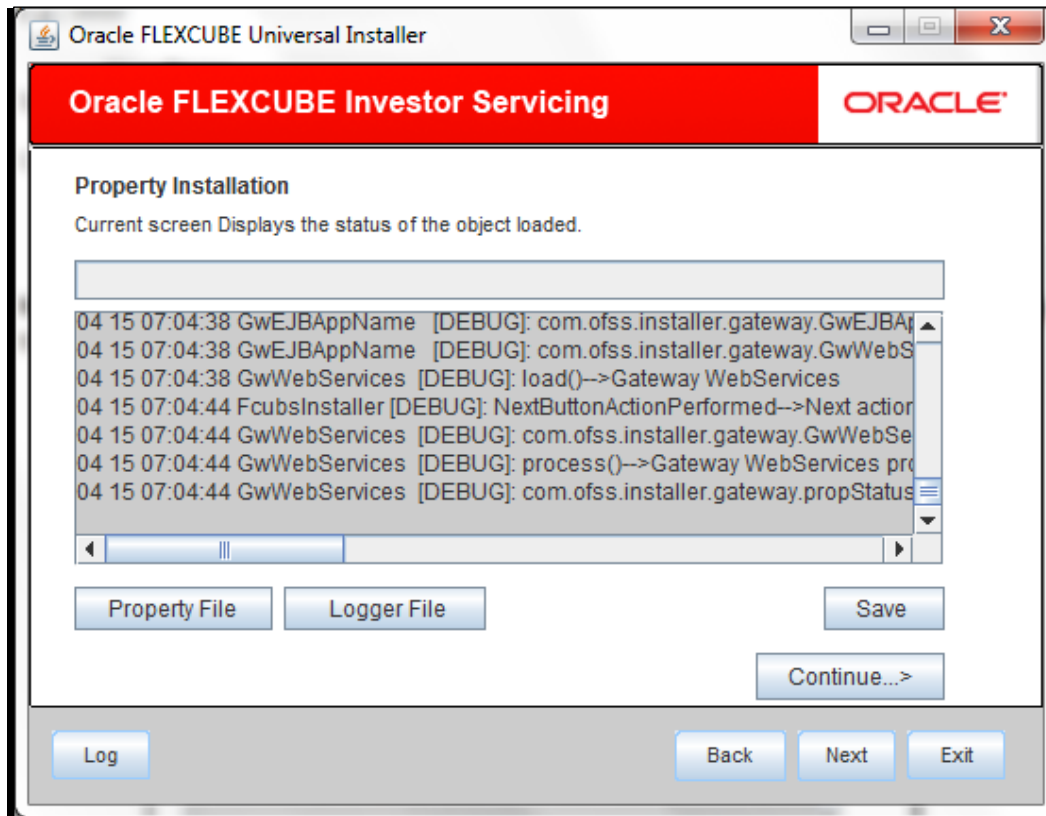 Oracle FLEXCUBE Universal Installer
Oracle FLEXCUBE Investor Servicing
ORACLE
Property Installation
Current screen Displays the status of the object loaded.
04 15 07:04:38 GwEJBAppName [DEBUG]: com.ofss.installer.gateway.GwEJBAp
04 15 07:04:38 GwEJBAppName [DEBUG]: com.ofss.installer.gateway.GwWebS
04 15 07:04:38 GwWebServices [DEBUG]: load()-->Gateway WebServices
04 15 07:04:44 FcubsInstaller [DEBUG]: NextButtonActionPerformed-->Next action
04 15 07:04:44 GwWebServices [DEBUG]: com.ofss.installer.gateway.GwWebSe
04 15 07:04:44 GwWebServices [DEBUG]: process()-->Gateway WebServices pro
04 15 07:04:44 GwWebServices [DEBUG]: com.ofss.installer.gateway.propStatus
Property File
Logger File
Save
Continue...>
Log
Back
Next
Exit